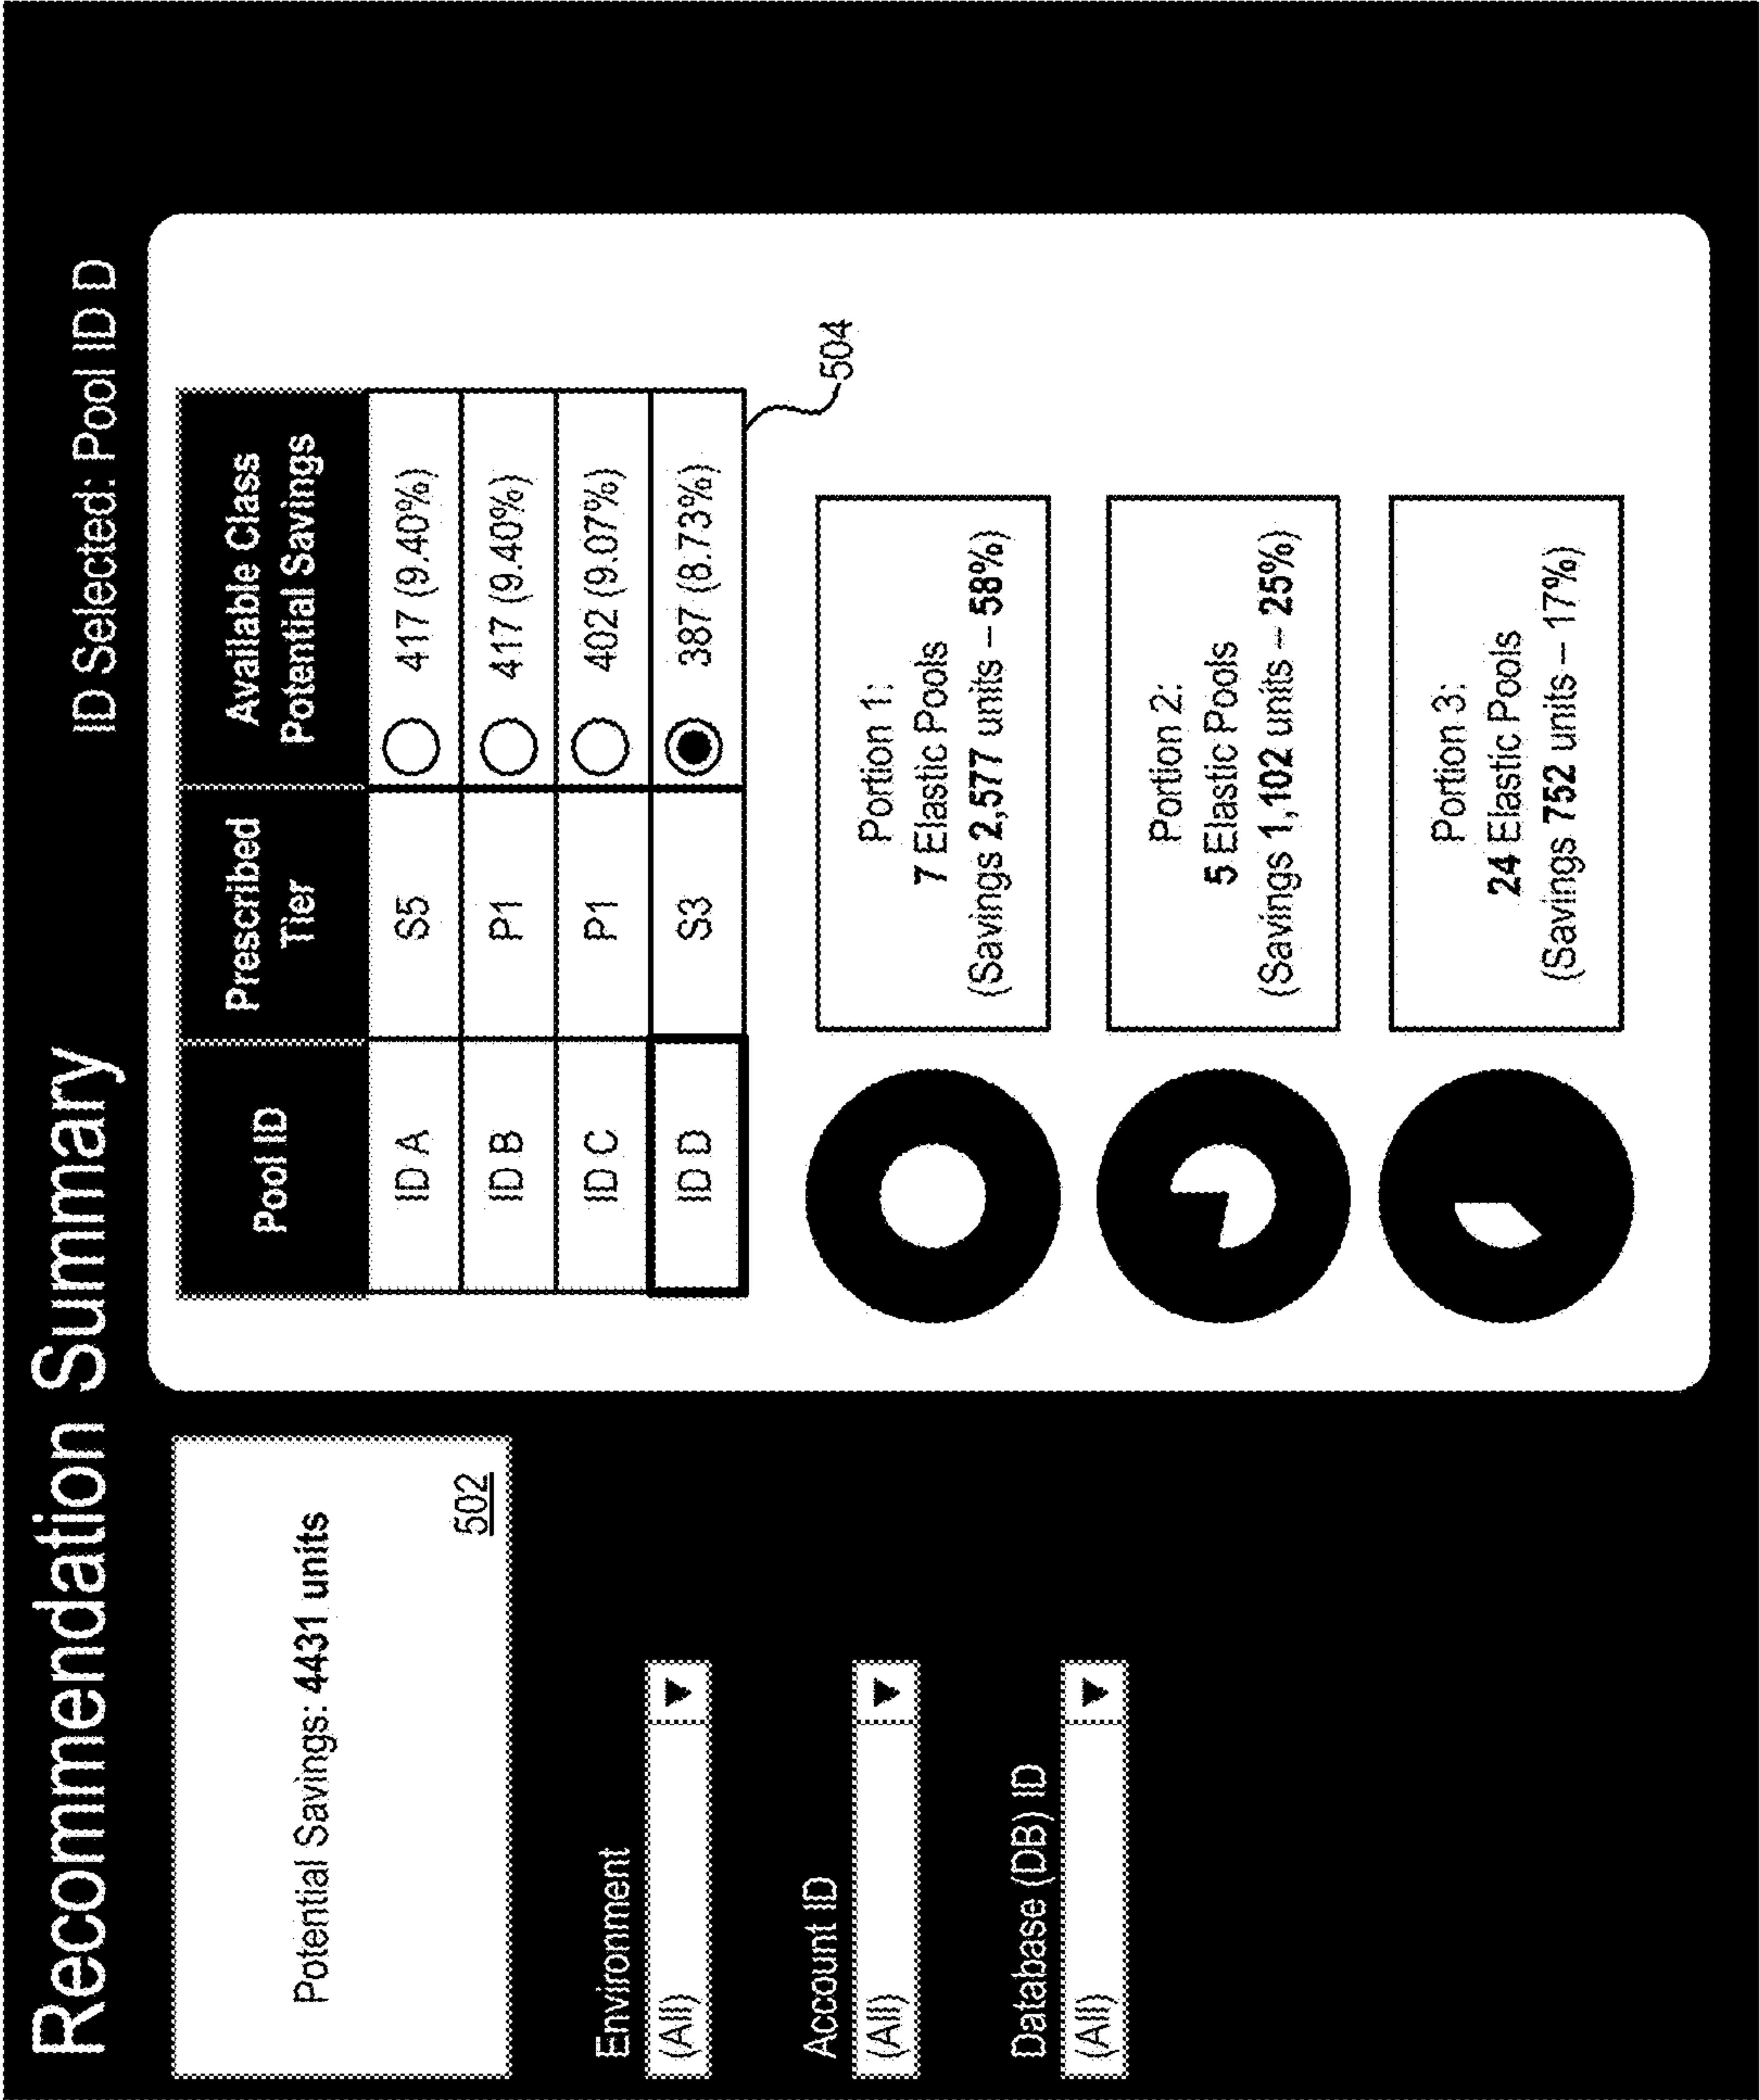 Recommendation Summary
ID Selected: Pool ID D
Potential Savings: 4431 units
502
Environment
(All)
Account ID
(All)
Database (DB) ID
(All)
Pool ID Prescribed Tier Available Class Potential Savings
ID A S5 417 (9.40%)
ID B P1 417 (9.40%)
ID C P1 402 (9.07%)
ID D S3 387 (8.73%)
504
Portion 1:
7 Elastic Pools
(Savings 2,577 units – 58%)
Portion 2:
5 Elastic Pools
(Savings 1,102 units – 25%)
Portion 3:
24 Elastic Pools
(Savings 752 units – 17%)